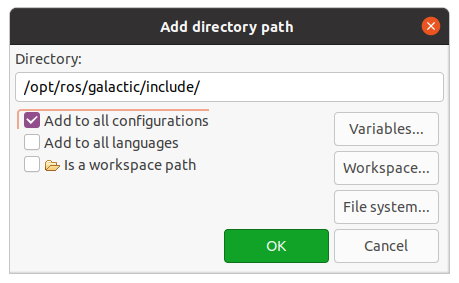 Add directory path
Directory:
/opt/ros/galactic/include/
Add to all configurations
Add to all languages
Is a workspace path
Variables...
Workspace...
File system...
OK
Cancel